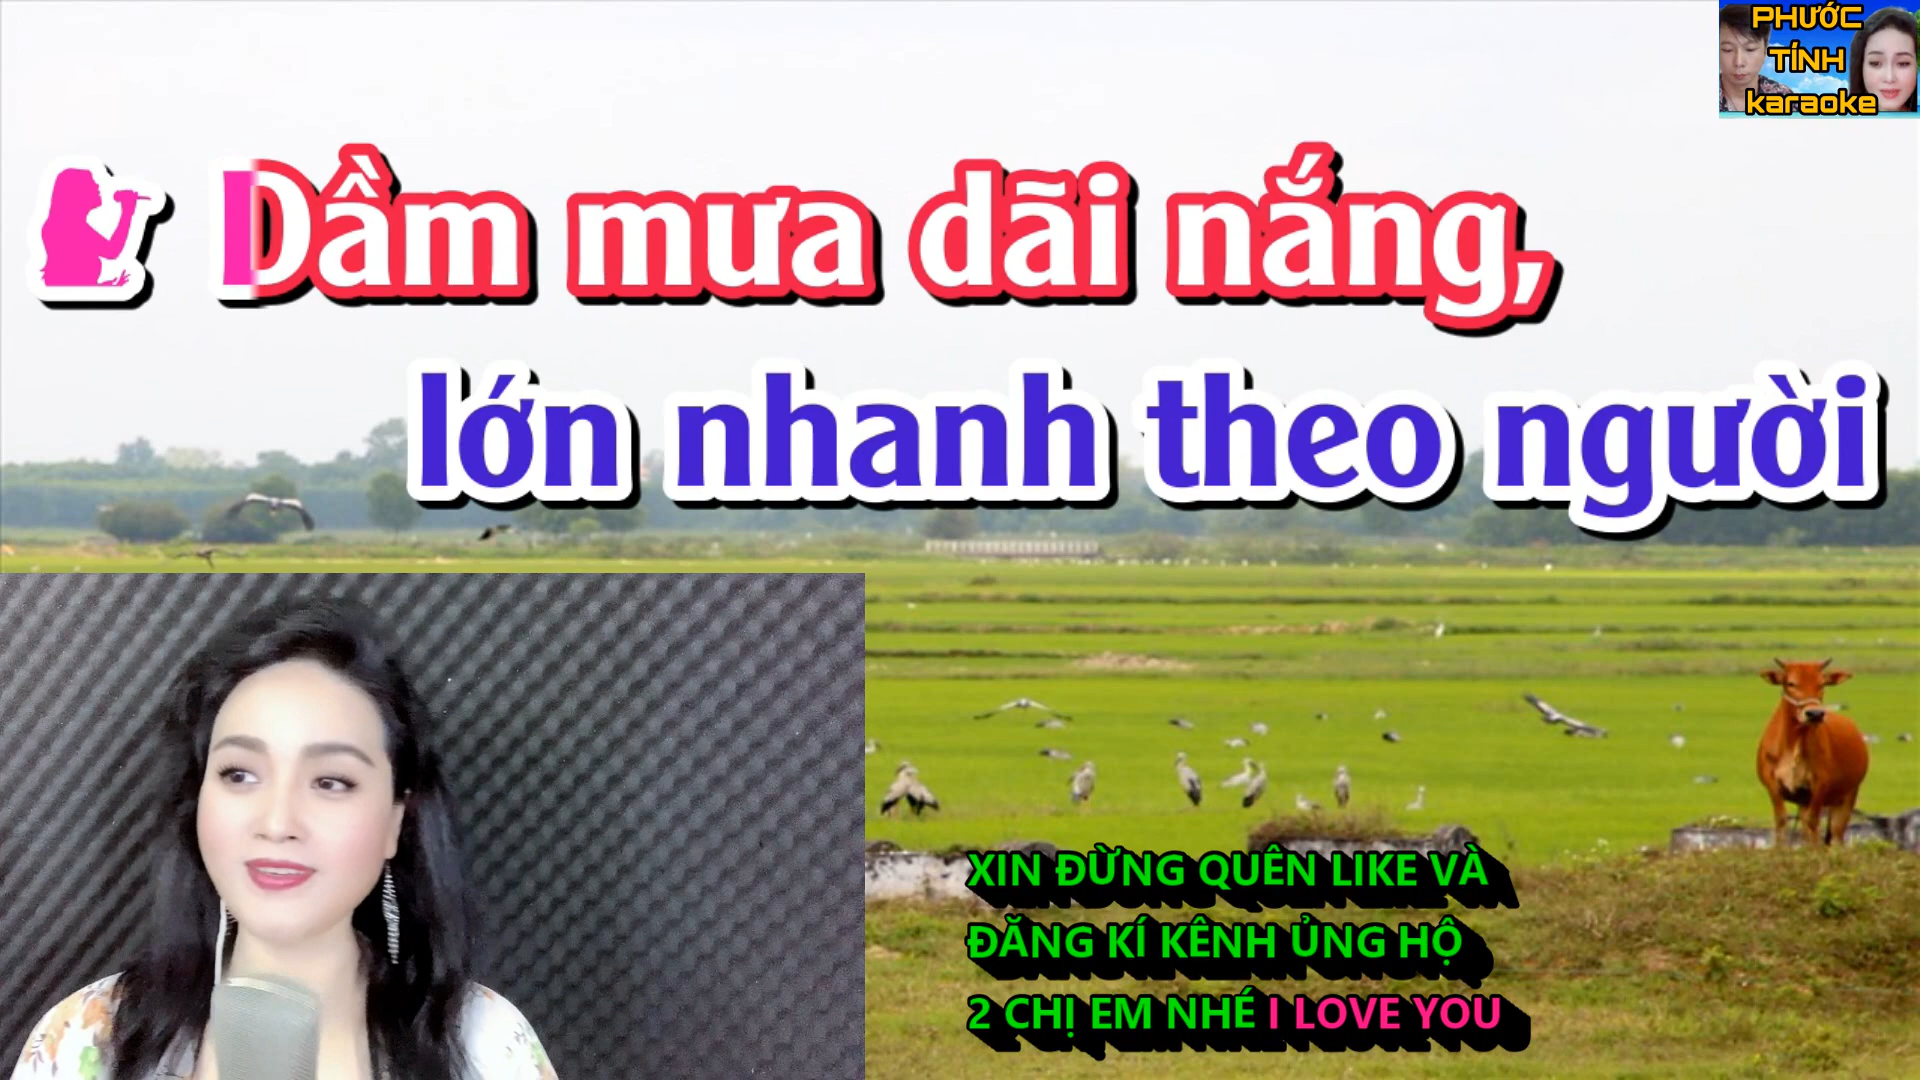 PHƯỚC
TÍNH
karaoke
Dầm mưa dãi nắng,
lớn nhanh theo người
XIN ĐỪNG QUÊN LIKE VÀ
ĐĂNG KÍ KÊNH ỦNG HỘ
2 CHỊ EM NHÉ I LOVE YOU